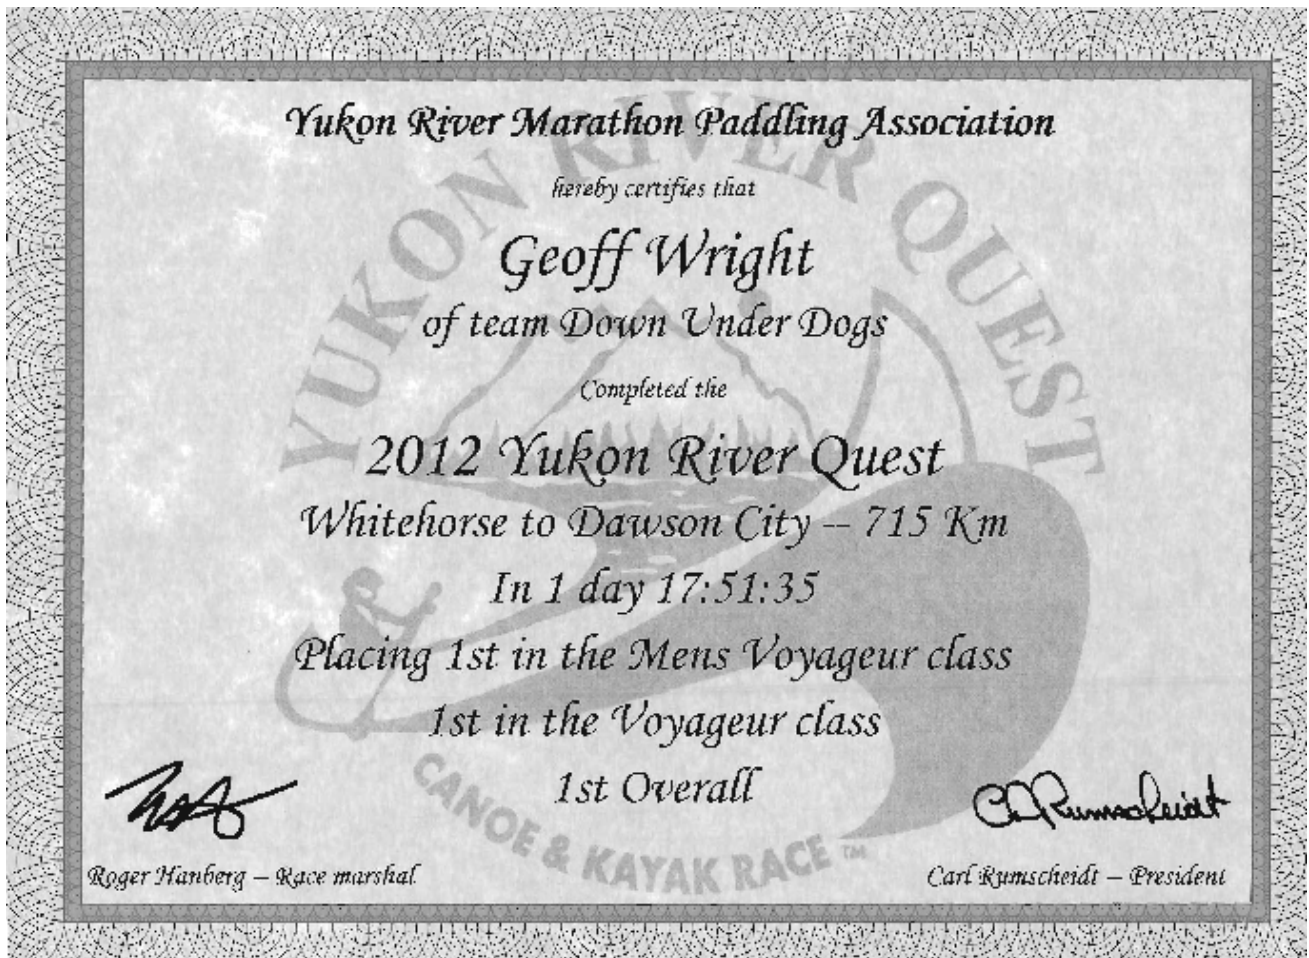 Yukon River Marathon Paddling Association
hereby certifies that
Geoff Wright
of team Down Under Dogs
Completed the
2012 Yukon River Quest
Whitehorse to Dawson City -- 715 Km
In 1 day 17:51:35
Placing 1st in the Mens Voyageur class
1st in the Voyageur class
1st Overall
Roger Hanberg – Race marshal
CRumscheidt
Carl Rumscheidt – President
YUKON RIVER QUEST
CANOE & KAYAK RACE ™